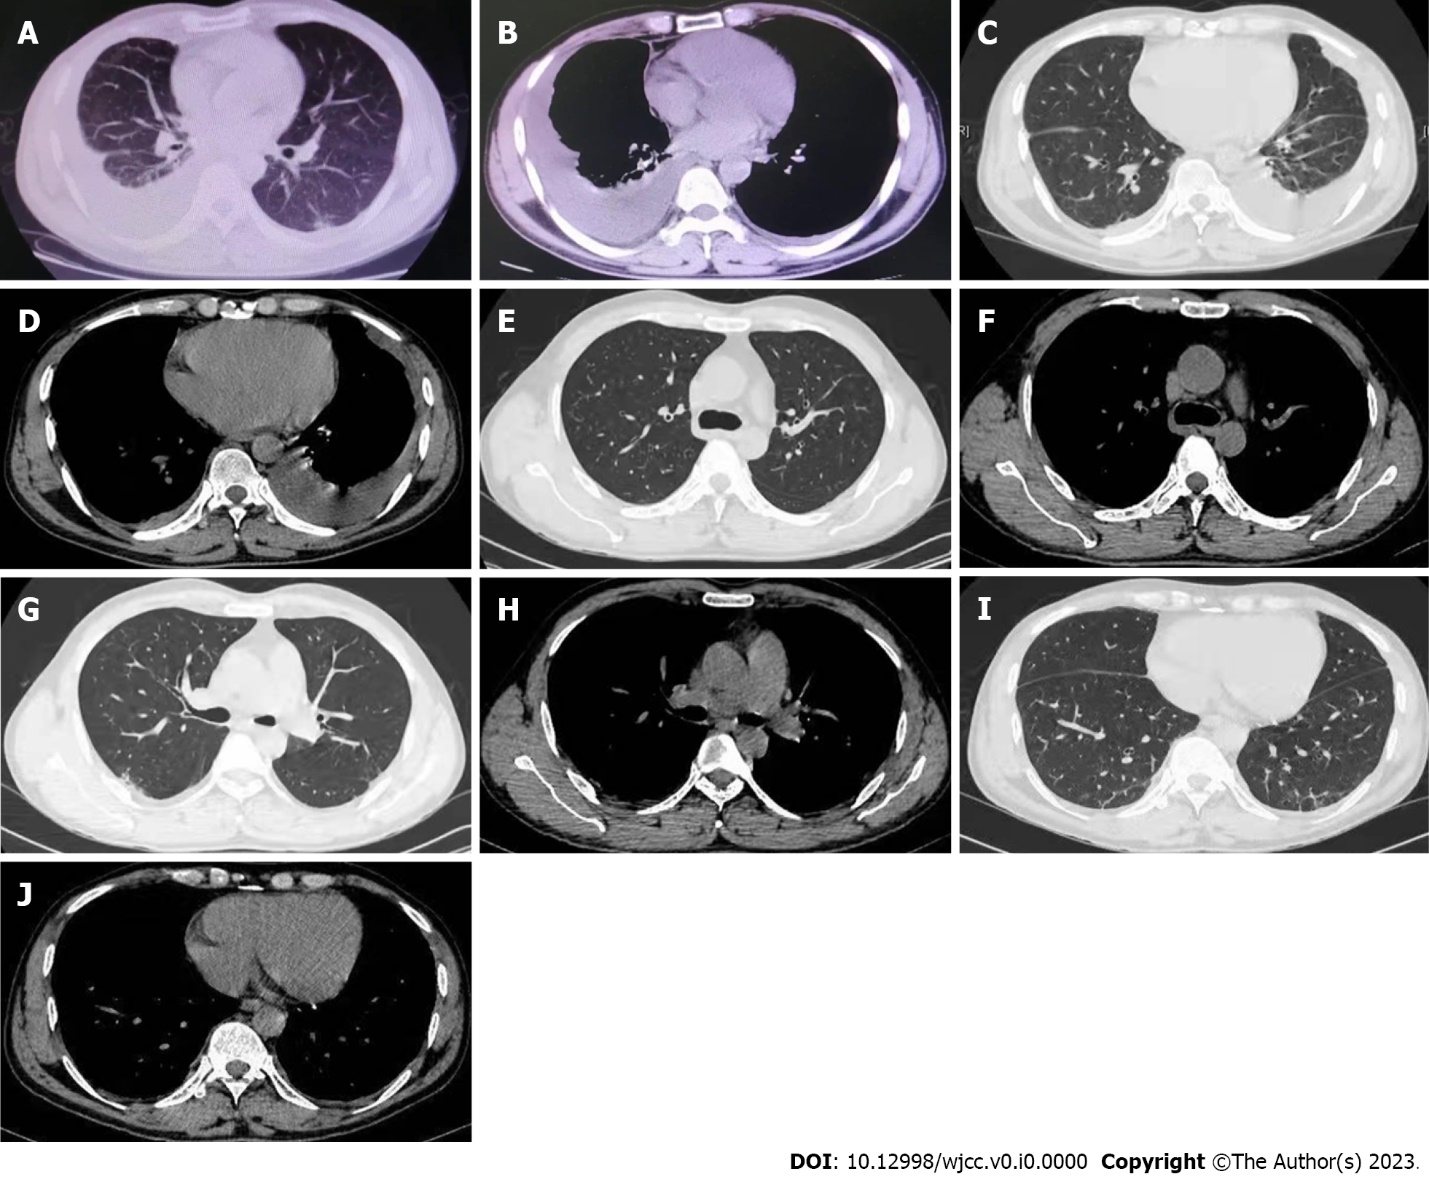 A
B
C
R]
[
D
E
F
G
H
I
J
DOI: 10.12998/wjcc.v0.i0.0000 Copyright ©The Author(s) 2023.